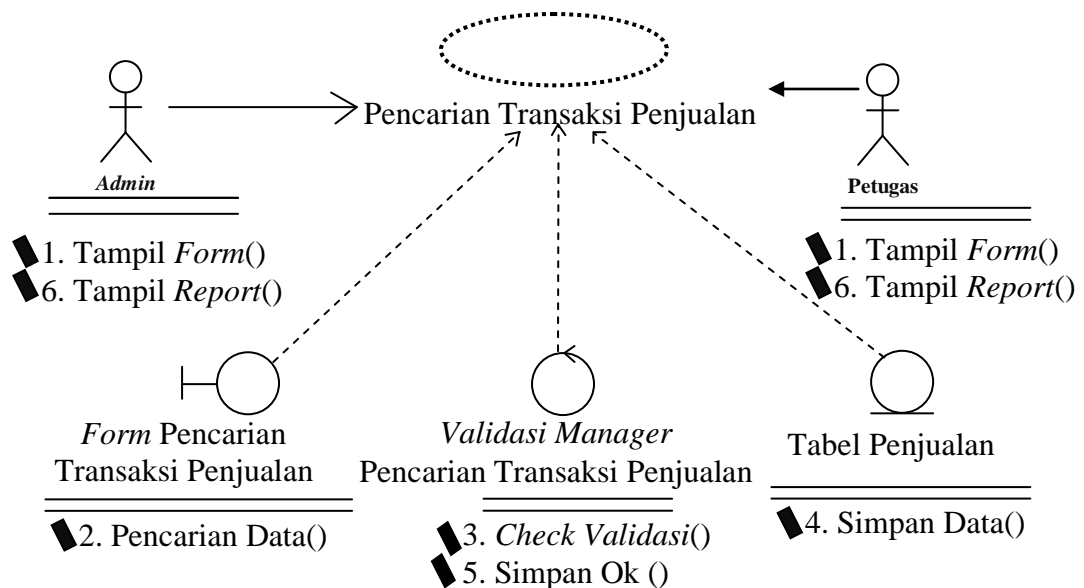 Pencarian Transaksi Penjualan
Admin
1. Tampil Form()
6. Tampil Report()
Petugas
1. Tampil Form()
6. Tampil Report()
Form Pencarian
Transaksi Penjualan
2. Pencarian Data()
Validasi Manager
Pencarian Transaksi Penjualan
3. Check Validasi()
5. Simpan Ok ()
Tabel Penjualan
4. Simpan Data()